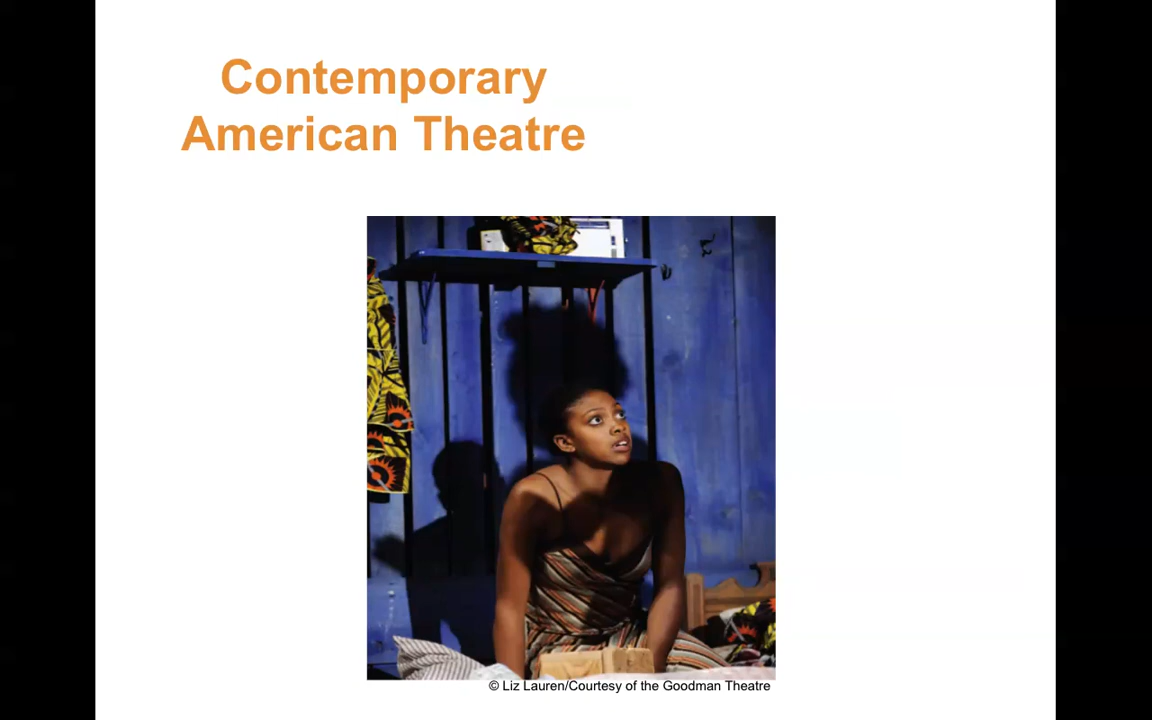 Contemporary
American Theatre
© Liz Lauren/Courtesy of the Goodman Theatre